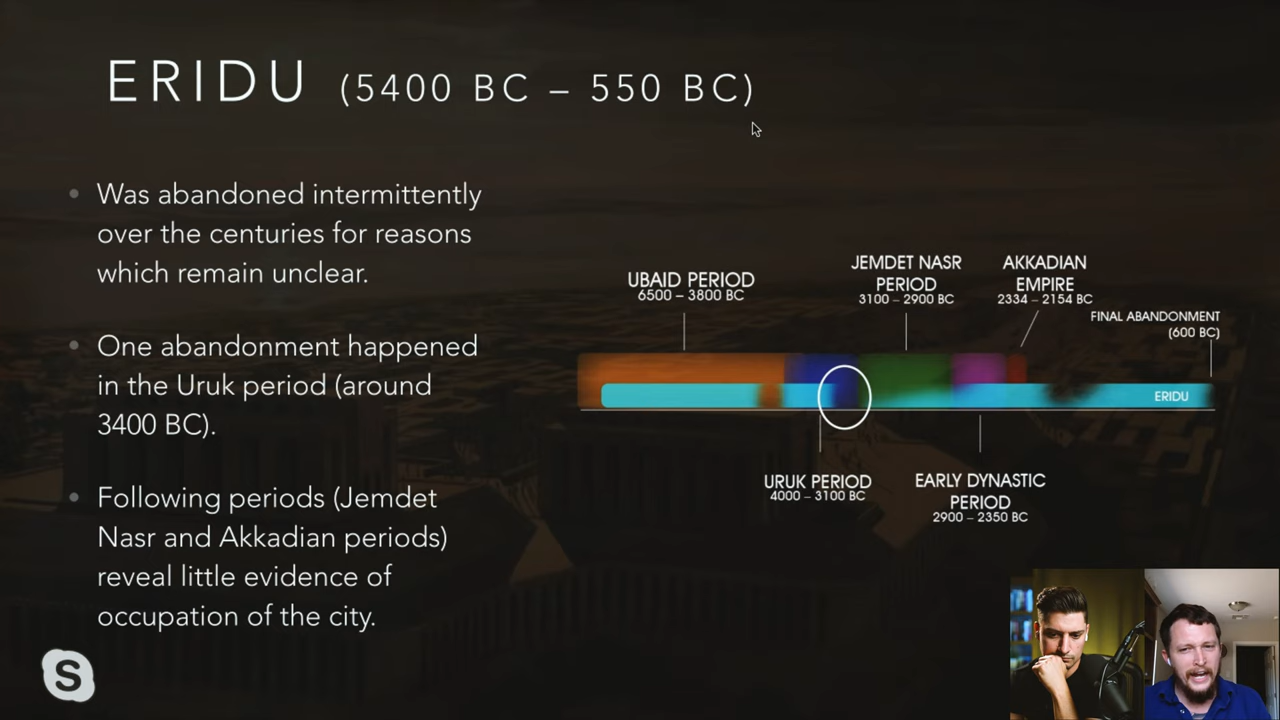 ERIDU (5400 BC – 550 BC)
• Was abandoned intermittently
over the centuries for reasons
which remain unclear.
• One abandonment happened
in the Uruk period (around
3400 BC).
• Following periods (Jemdet
Nasr and Akkadian periods)
reveal little evidence of
occupation of the city.
UBAID PERIOD
6500 – 3800 BC
JEMDET NASR
PERIOD
3100 – 2900 BC
AKKADIAN
EMPIRE
2334 – 2154 BC
FINAL ABANDONMENT
(600 BC)
ERIDU
URUK PERIOD
4000 – 3100 BC
EARLY DYNASTIC
PERIOD
2900 – 2350 BC
S